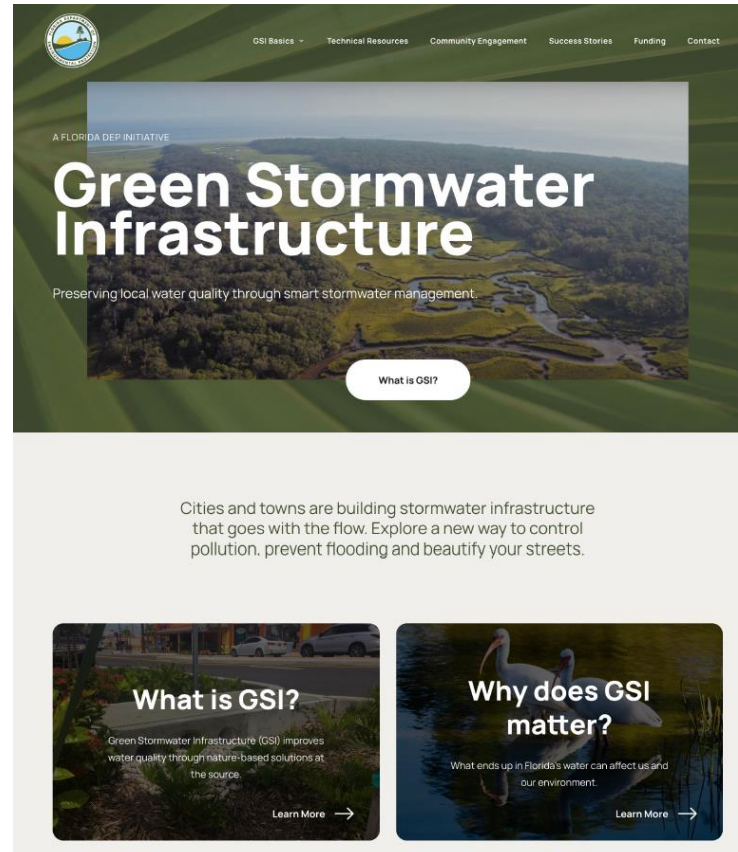 GSI Basics
Technical Resources
Community Engagement
Success Stories
Funding
Contact
A FLORIDA DEP INITIATIVE
Green Stormwater
Infrastructure
Preserving local water quality through smart stormwater management.
What is GSI?
Cities and towns are building stormwater infrastructure
that goes with the flow. Explore a new way to control
pollution, prevent flooding and beautify your streets.
What is GSI?
Green Stormwater Infrastructure (GSI) improves
water quality through nature-based solutions at
the source.
Learn More
Why does GSI
matter?
What ends up in Florida's water can affect us and
our environment.
Learn More